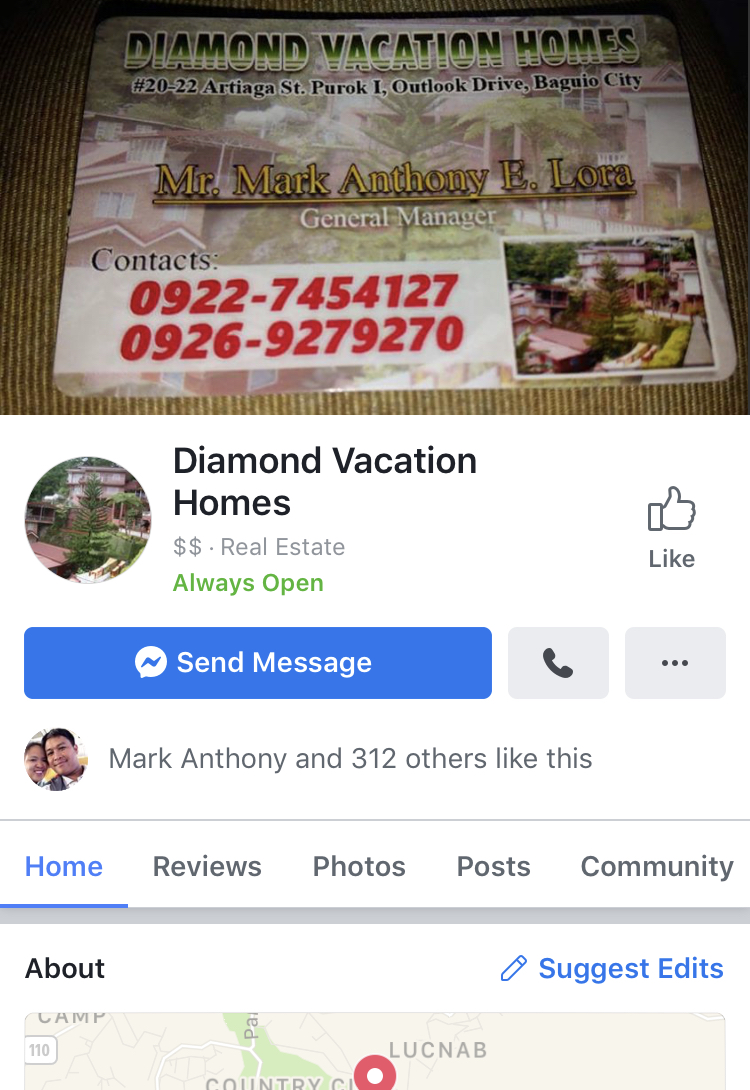 DIAMOND VACATION HOMES
#20-22 Artiaga St. Purok I, Outlook Drive, Baguio City
Mr. Mark Anthony E. Lora
General Manager
Contacts:
0922-7454127
0926-9279270
Diamond Vacation
Homes
$$ · Real Estate
Always Open
Like
Send Message
Mark Anthony and 312 others like this
Home Reviews Photos Posts Community
About
Suggest Edits
CAMP
110
LUCNAB
COUNTRY